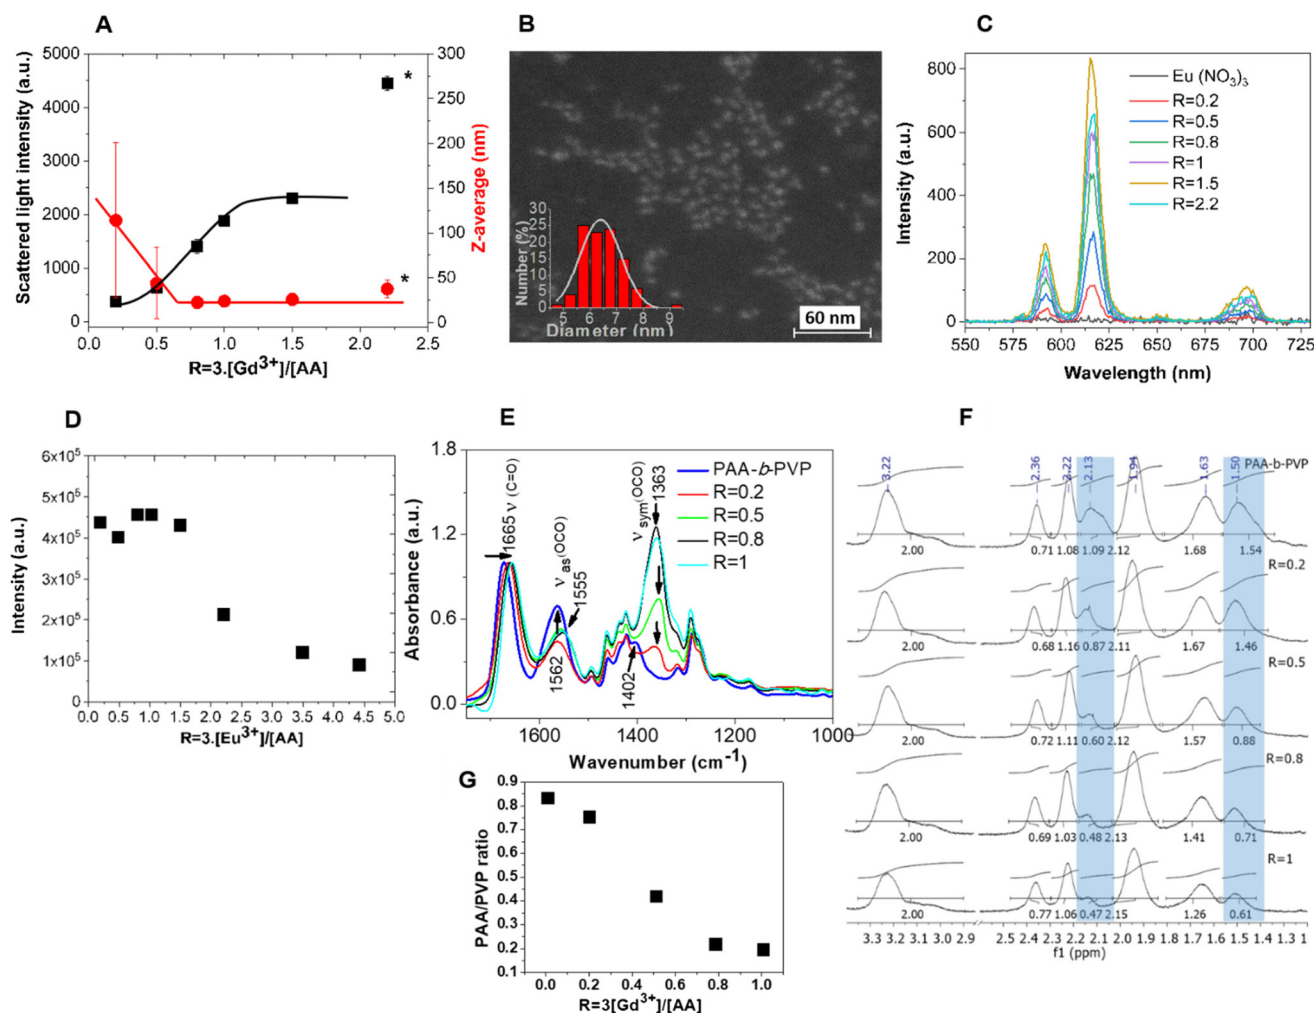 A
5000
4000
3000
2000
1000
0
Scattered light intensity (a.u.)
300
250
200
150
100
50
0
Z-average (nm)
*
*
0.0 0.5 1.0 1.5 2.0 2.5
R=3.[Gd3+]/[AA]
B
30
25
20
15
10
5
0
Number (%)
5 6 7 8 9
Diameter (nm)
60 nm
C
800
600
400
200
0
Intensity (a.u.)
Eu (NO3)3
R=0.2
R=0.5
R=0.8
R=1
R=1.5
R=2.2
550 575 600 625 650 675 700 725
Wavelength (nm)
D
6x10^5
5x10^5
4x10^5
3x10^5
2x10^5
1x10^5
0
Intensity (a.u.)
0.0 0.5 1.0 1.5 2.0 2.5 3.0 3.5 4.0 4.5 5.0
R=3.[Eu3+]/[AA]
E
1.8
1.2
0.6
0.0
Absorbance (a.u.)
1665 ν (C=O)
ν as(OCO)
1555
1562
1402
ν sym(OCO)
1363
PAA-b-PVP
R=0.2
R=0.5
R=0.8
R=1
1600 1400 1200 1000
Wavenumber (cm-1)
F
3.22
2.36
2.22
2.13
1.94
1.63
1.50
PAA-b-PVP
2.00 0.71 1.08 1.09 2.12 1.68 1.54
R=0.2
2.00 0.68 1.16 0.87 2.11 1.67 1.46
R=0.5
2.00 0.72 1.11 0.60 2.12 1.57 0.88
R=0.8
2.00 0.69 1.03 0.48 2.13 1.41 0.71
R=1
2.00 0.77 1.06 0.47 2.15 1.26 0.61
3.3 3.2 3.1 3.0 2.9 2.5 2.4 2.3 2.2 2.1 2.0 1.9 1.8 1.7 1.6 1.5 1.4 1.3 1
f1 (ppm)
G
0.9
0.8
0.7
0.6
0.5
0.4
0.3
0.2
0.1
PAA/PVP ratio
0.0 0.2 0.4 0.6 0.8 1.0
R=3[Gd3+]/[AA]